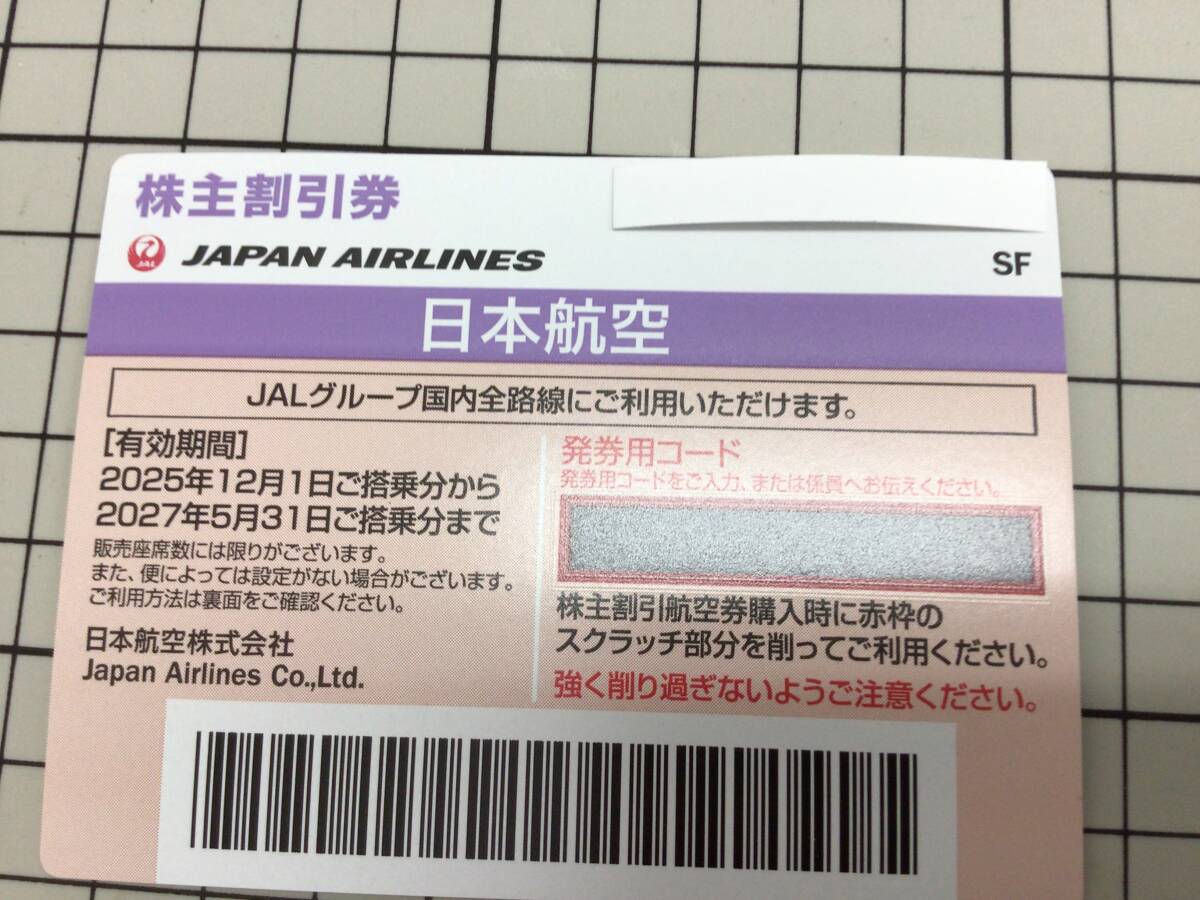 株主割引券
JAL
JAPAN AIRLINES
SF
日本航空
JALグループ国内全路線にご利用いただけます。
[有効期間]
2025年12月1日ご搭乗分から
2027年5月31日ご搭乗分まで
販売座席数には限りがございます。
また、便によっては設定がない場合がございます。
ご利用方法は裏面をご確認ください。
日本航空株式会社
Japan Airlines Co.,Ltd.
発券用コード
発券用コードをご入力、または係員へお伝えください。
株主割引航空券購入時に赤枠の
スクラッチ部分を削ってご利用ください。
強く削り過ぎないようご注意ください。